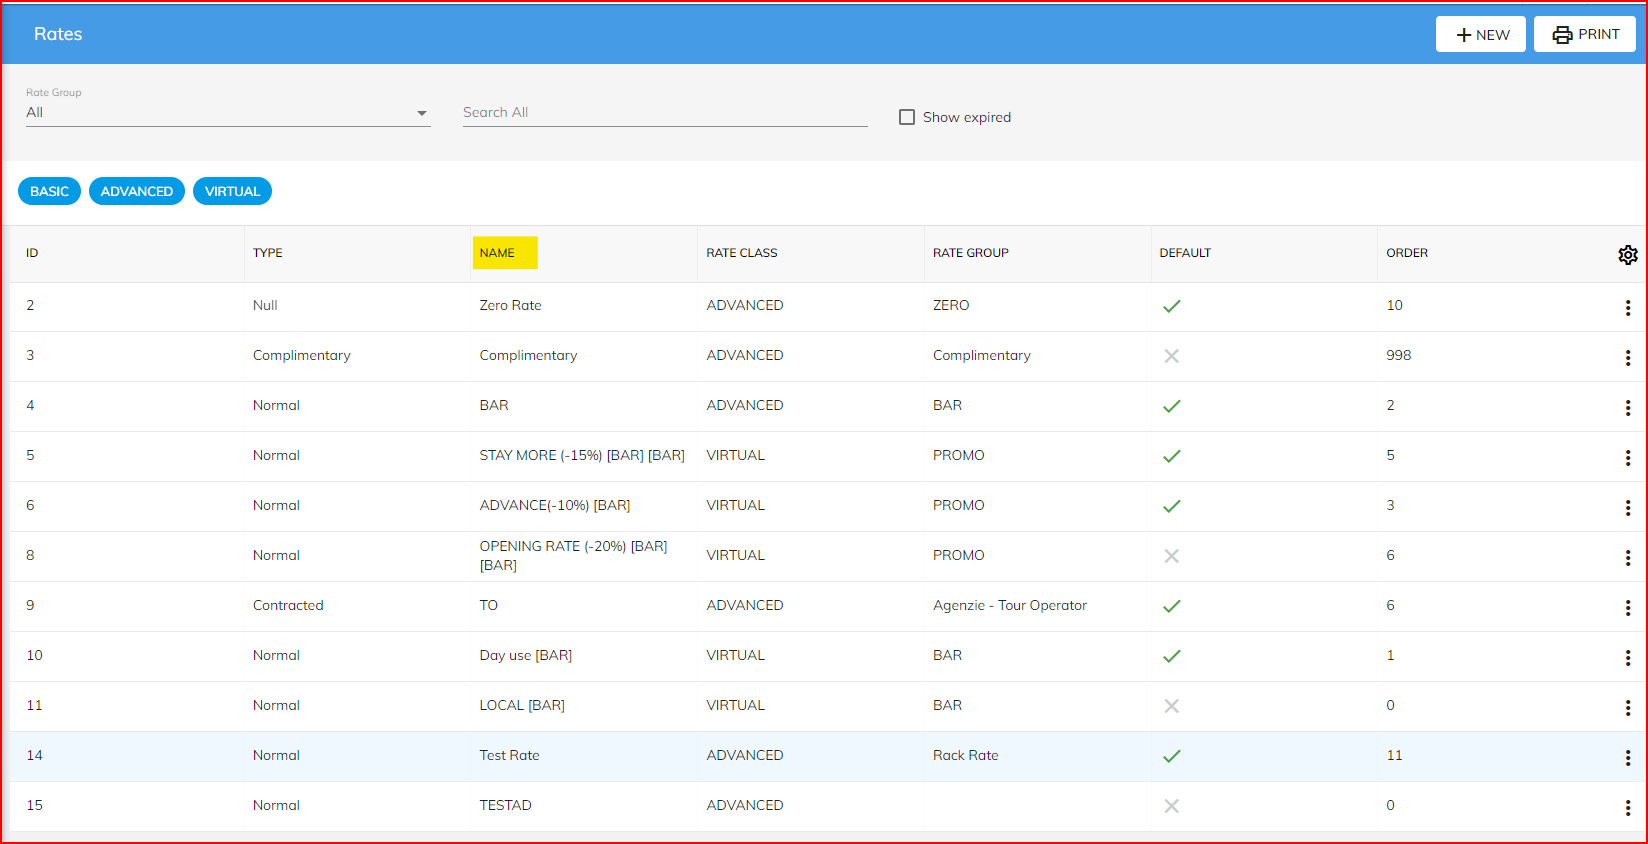 Rates
NEW
PRINT
Rate Group
All
Search All
Show expired
BASIC
ADVANCED
VIRTUAL
ID TYPE NAME RATE CLASS RATE GROUP DEFAULT ORDER
2 Null Zero Rate ADVANCED ZERO 10
3 Complimentary Complimentary ADVANCED Complimentary 998
4 Normal BAR ADVANCED BAR 2
5 Normal STAY MORE (-15%) [BAR] [BAR] VIRTUAL PROMO 5
6 Normal ADVANCE(-10%) [BAR] VIRTUAL PROMO 3
8 Normal OPENING RATE (-20%) [BAR] VIRTUAL PROMO 6
[BAR]
9 Contracted TO ADVANCED Agenzie - Tour Operator 6
10 Normal Day use [BAR] VIRTUAL BAR 1
11 Normal LOCAL [BAR] VIRTUAL BAR 0
14 Normal Test Rate ADVANCED Rack Rate 11
15 Normal TESTAD ADVANCED 0